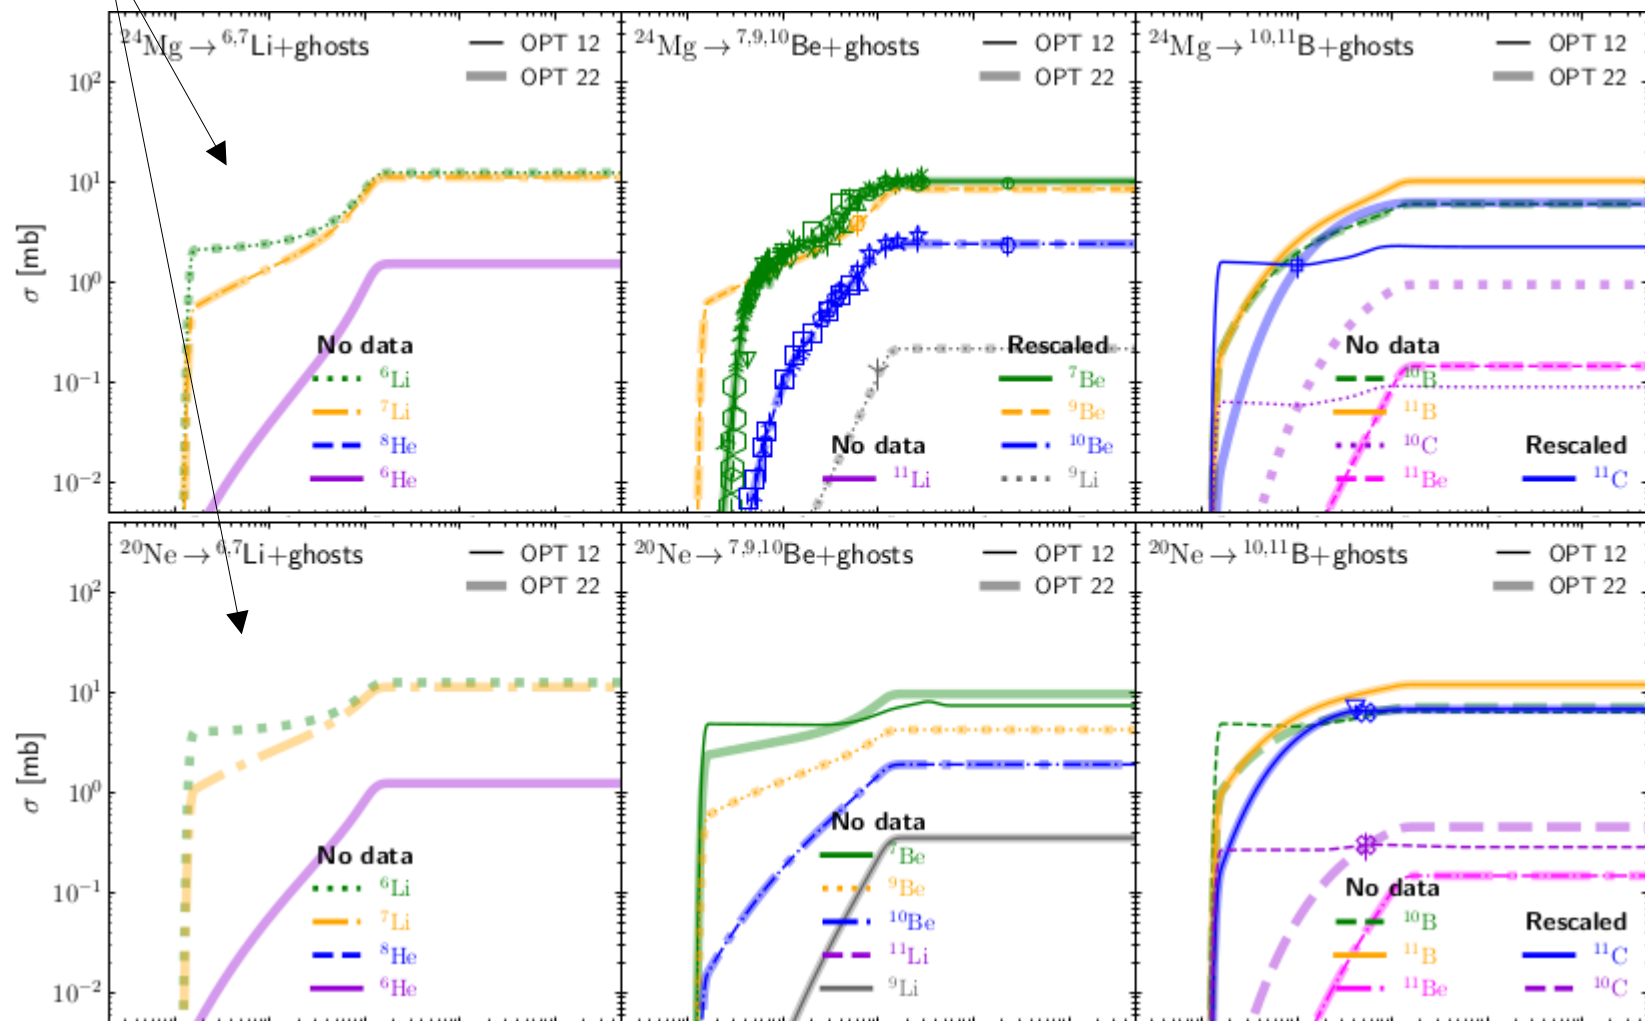 ²⁴Mg→⁶,⁷Li+ghosts
OPT 12
OPT 22
10²
10¹
10⁰
10⁻¹
10⁻²
σ [mb]
No data
⁶Li
⁷Li
⁸He
⁶He
²⁴Mg→⁷,⁹,¹⁰Be+ghosts
OPT 12
OPT 22
No data
¹¹Li
Rescaled
⁷Be
⁹Be
¹⁰Be
⁹Li
²⁴Mg→¹⁰,¹¹B+ghosts
OPT 12
OPT 22
No data
¹⁰B
¹¹B
¹⁰C
¹¹Be
Rescaled
¹¹C
²⁰Ne→⁶,⁷Li+ghosts
OPT 12
OPT 22
10²
10¹
10⁰
10⁻¹
10⁻²
σ [mb]
No data
⁶Li
⁷Li
⁸He
⁶He
²⁰Ne→⁷,⁹,¹⁰Be+ghosts
OPT 12
OPT 22
No data
⁷Be
⁹Be
¹⁰Be
¹¹Li
⁹Li
²⁰Ne→¹⁰,¹¹B+ghosts
OPT 12
OPT 22
No data
¹⁰B
¹¹B
¹¹Be
Rescaled
¹¹C
¹⁰C